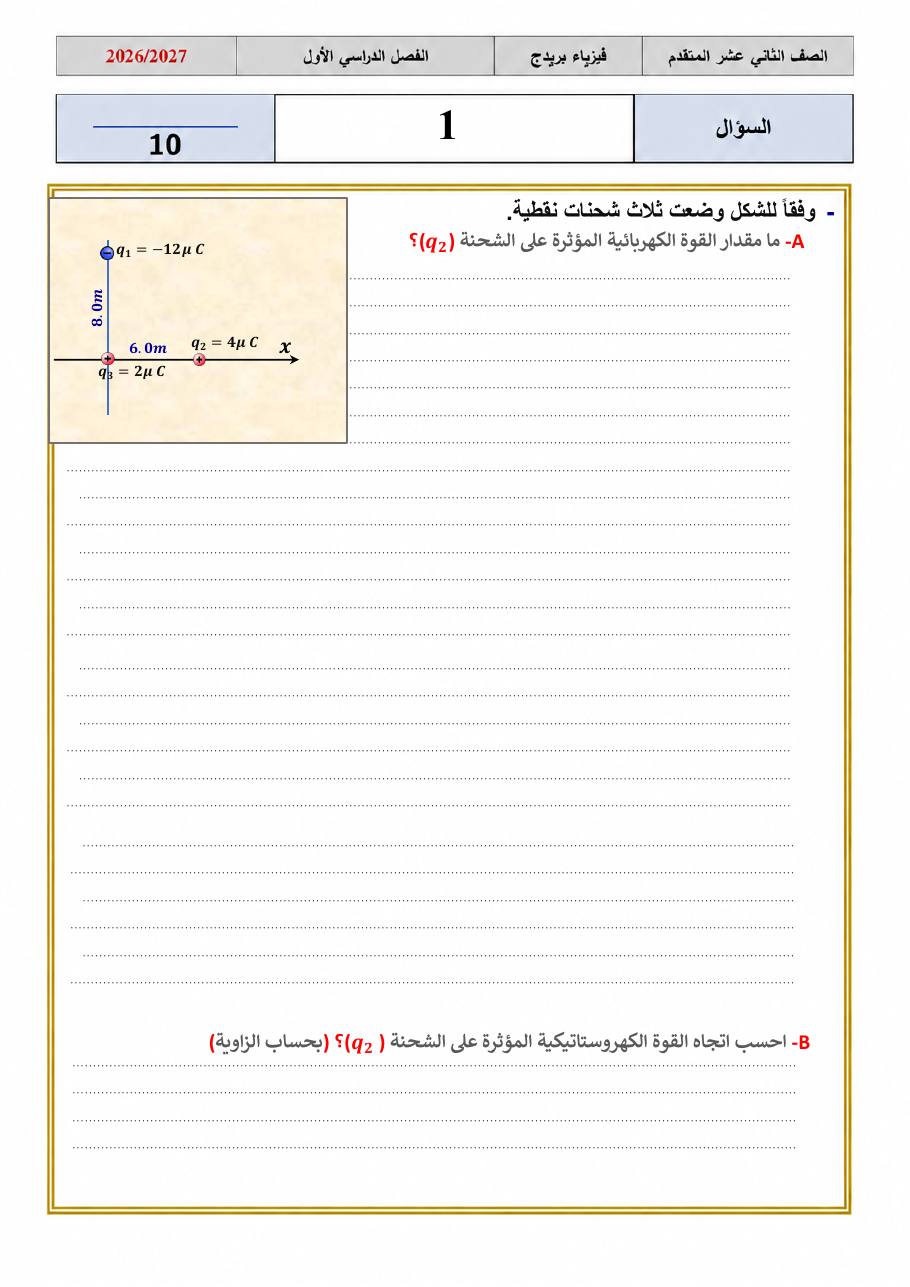 الصف الثاني عشر المتقدم
فيزياء بريدج
الفصل الدراسي الأول
2026/2027
السؤال
1
10
- وفقاً للشكل وضعت ثلاث شحنات نقطية.
A- ما مقدار القوة الكهربائية المؤثرة على الشحنة (q₂)؟
q₁ = −12μ C
8.0m
6.0m
q₂ = 4μ C
x
q₃ = 2μ C
B- احسب اتجاه القوة الكهروستاتيكية المؤثرة على الشحنة ( q₂)؟ (بحساب الزاوية)